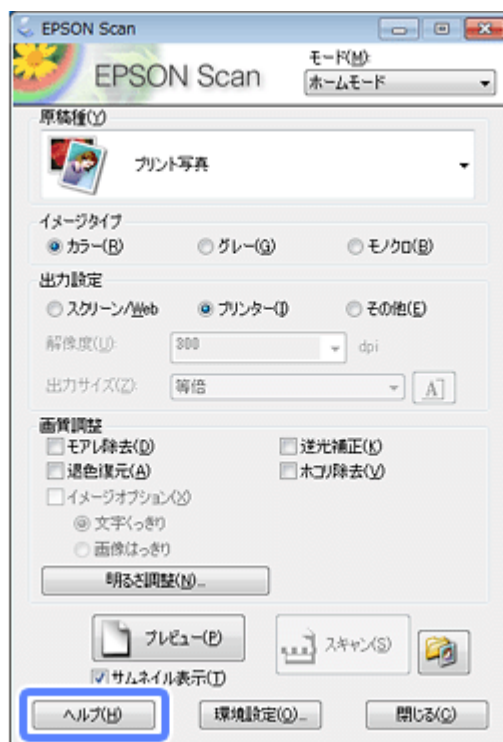 EPSON Scan
EPSON Scan
モード(M):
ホームモード
原稿種(Y)
プリント写真
イメージタイプ
カラー(R) グレー(G) モノクロ(B)
出力設定
スクリーン/Web プリンター(I) その他(E)
解像度(U): 300 dpi
出力サイズ(Z): 等倍 A
画質調整
モアレ除去(D) 逆光補正(K)
退色復元(A) ホコリ除去(V)
イメージオプション(X)
文字くっきり
画像はっきり
明るさ調整(N)...
プレビュー(P) スキャン(S)
サムネイル表示(T)
ヘルプ(H) 環境設定(O)... 閉じる(C)